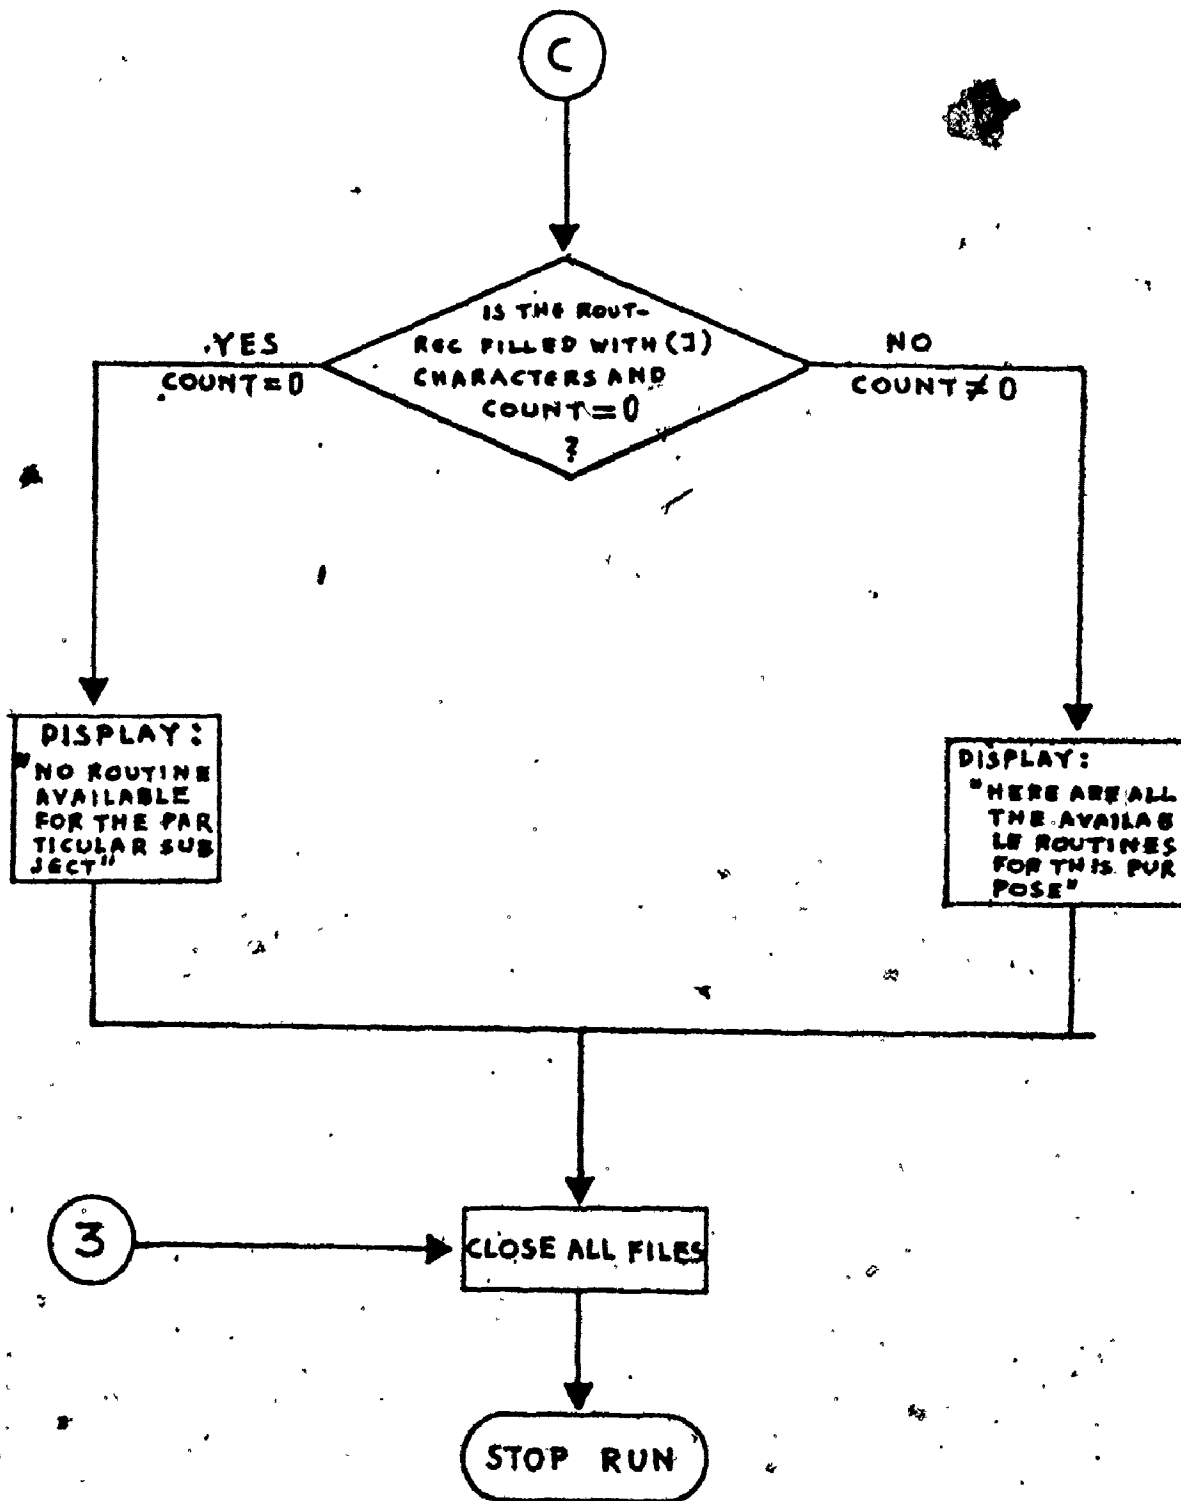 C
IS THE ROUT-
REC FILLED WITH (])
CHARACTERS AND
COUNT=0
?
YES
COUNT=0
NO
COUNT≠0
DISPLAY:
"NO ROUTINE
AVAILABLE
FOR THE PAR
TICULAR SUB
JECT"
DISPLAY:
"HERE ARE ALL
THE AVAILAB
LE ROUTINES
FOR THIS PUR
POSE"
3
CLOSE ALL FILES
STOP RUN